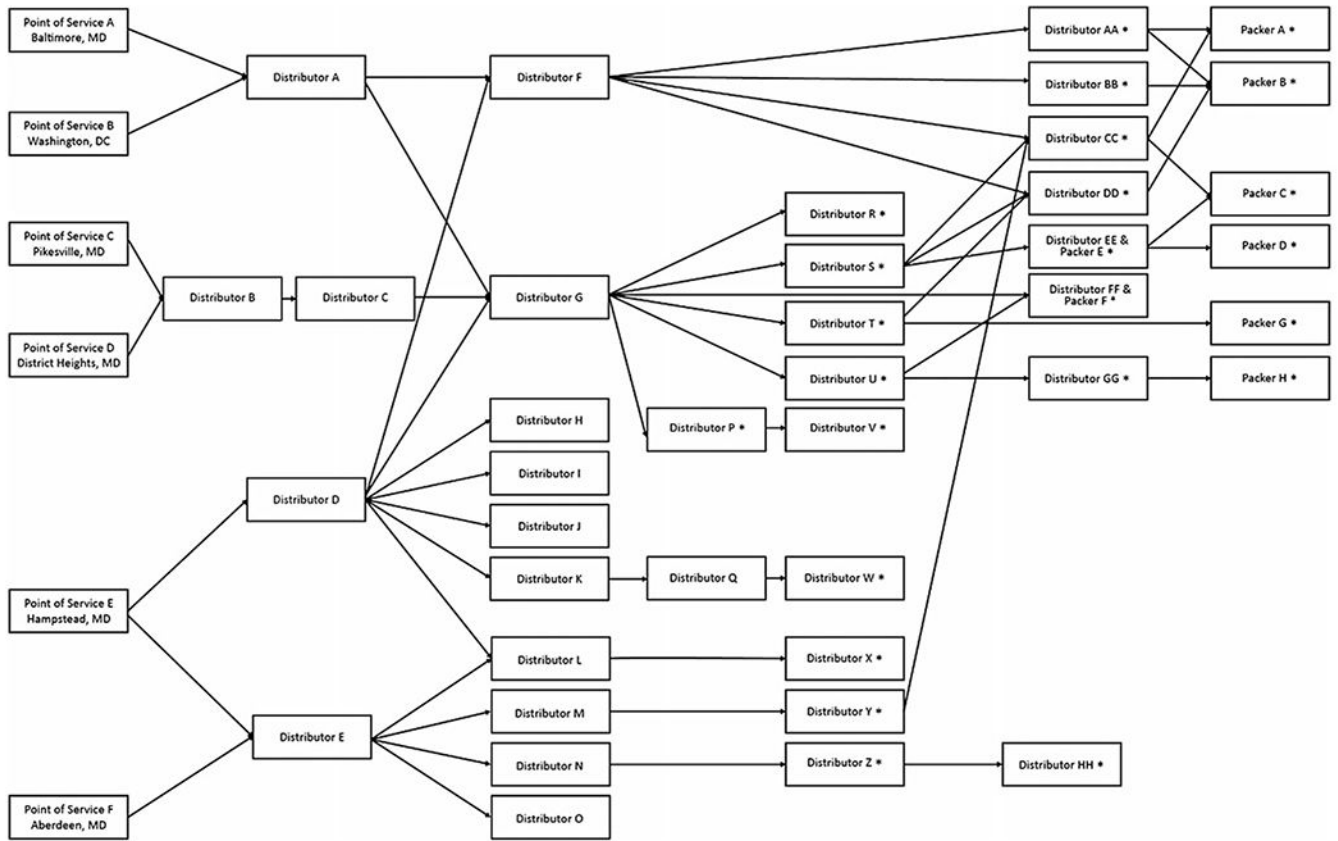 Point of Service A
Baltimore, MD
Point of Service B
Washington, DC
Point of Service C
Pikesville, MD
Point of Service D
District Heights, MD
Point of Service E
Hampstead, MD
Point of Service F
Aberdeen, MD
Distributor A
Distributor B
Distributor C
Distributor D
Distributor E
Distributor F
Distributor G
Distributor H
Distributor I
Distributor J
Distributor K
Distributor L
Distributor M
Distributor N
Distributor O
Distributor P *
Distributor Q
Distributor R *
Distributor S *
Distributor T *
Distributor U *
Distributor V *
Distributor W *
Distributor X *
Distributor Y *
Distributor Z *
Distributor AA *
Distributor BB *
Distributor CC *
Distributor DD *
Distributor EE &
Packer E *
Distributor FF &
Packer F *
Distributor GG *
Distributor HH *
Packer A *
Packer B *
Packer C *
Packer D *
Packer G *
Packer H *